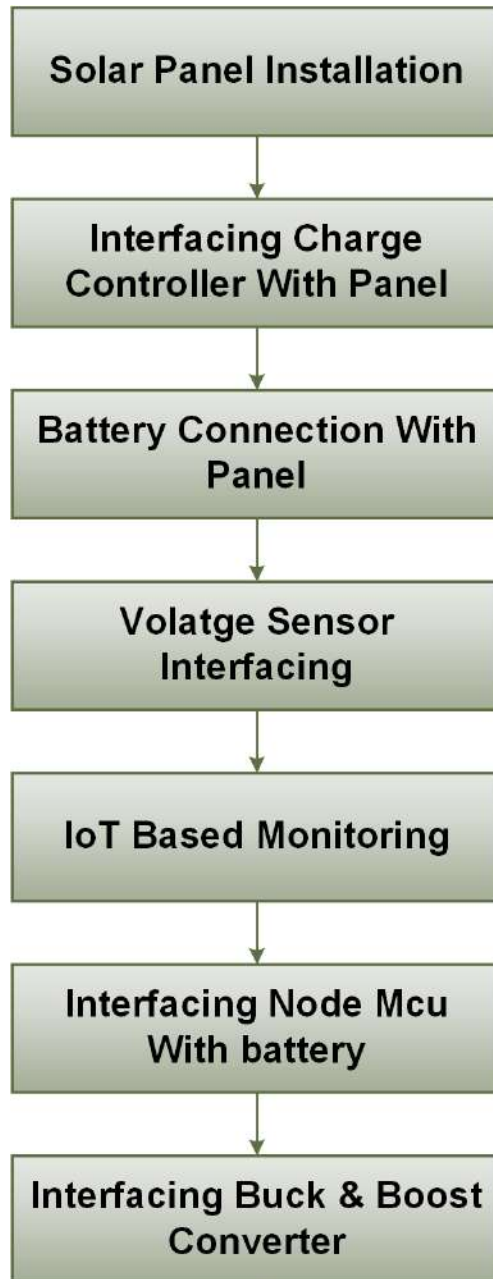 Solar Panel Installation
Interfacing Charge
Controller With Panel
Battery Connection With
Panel
Volatge Sensor
Interfacing
IoT Based Monitoring
Interfacing Node Mcu
With battery
Interfacing Buck & Boost
Converter